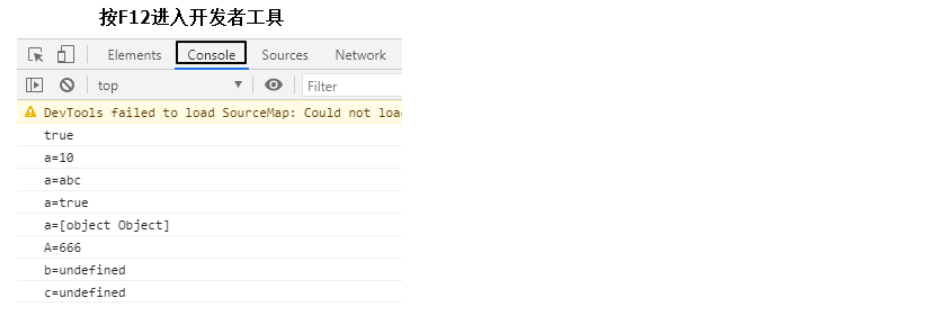 按F12进入开发者工具
Elements Console Sources Network
top Filter
DevTools failed to load SourceMap: Could not loa
true
a=10
a=abc
a=true
a=[object Object]
A=666
b=undefined
c=undefined